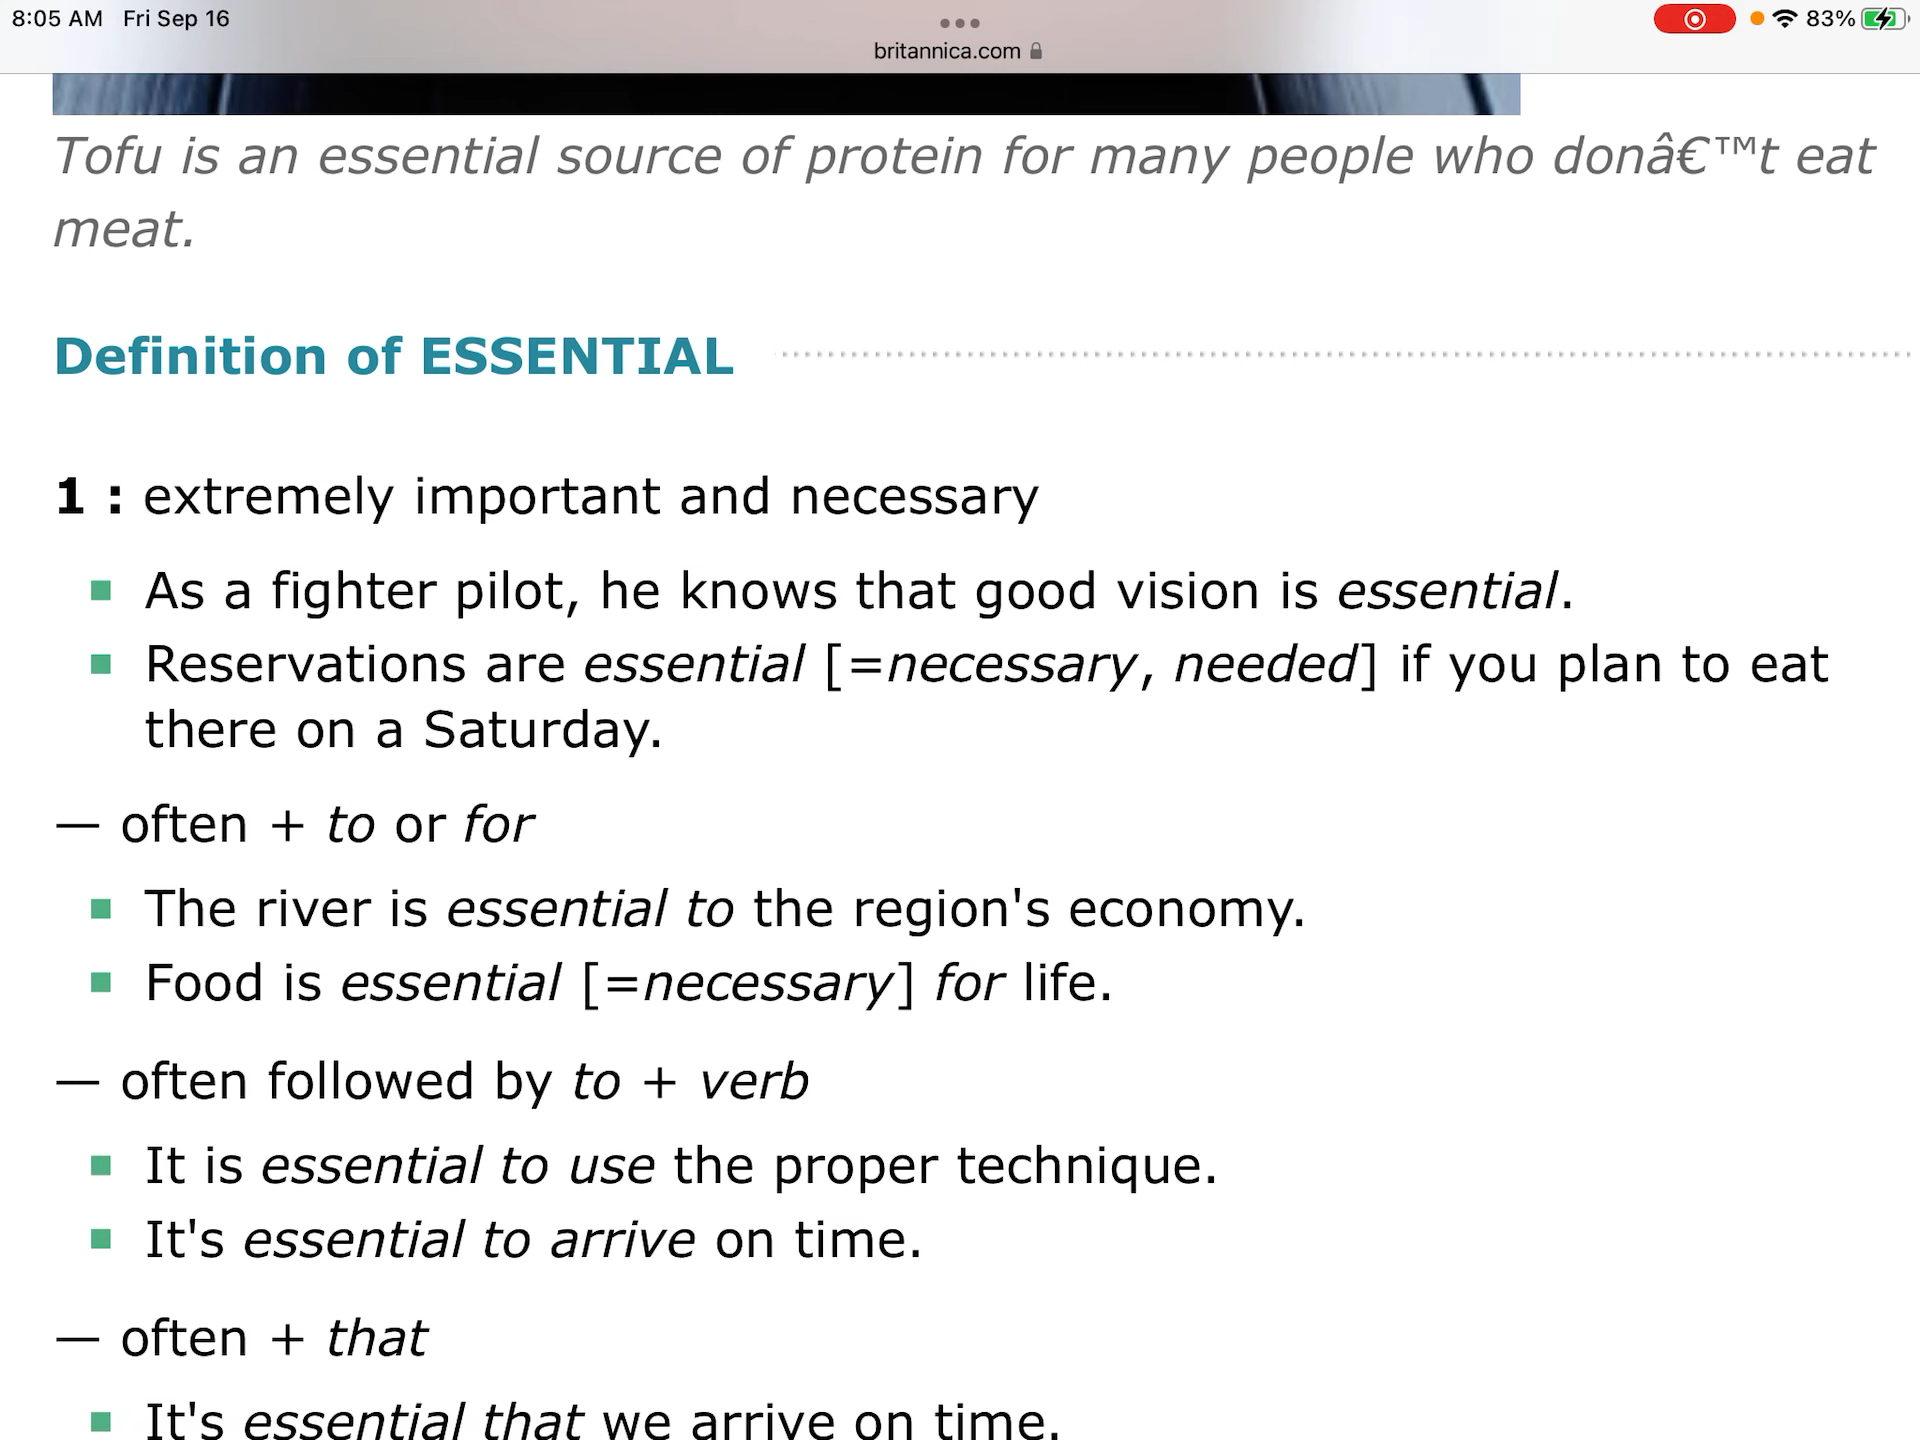 8:05 AM Fri Sep 16
83%
britannica.com
Tofu is an essential source of protein for many people who donâ€™t eat
meat.
Definition of ESSENTIAL
1 : extremely important and necessary
As a fighter pilot, he knows that good vision is essential.
Reservations are essential [=necessary, needed] if you plan to eat
there on a Saturday.
— often + to or for
The river is essential to the region's economy.
Food is essential [=necessary] for life.
— often followed by to + verb
It is essential to use the proper technique.
It's essential to arrive on time.
— often + that
It's essential that we arrive on time.